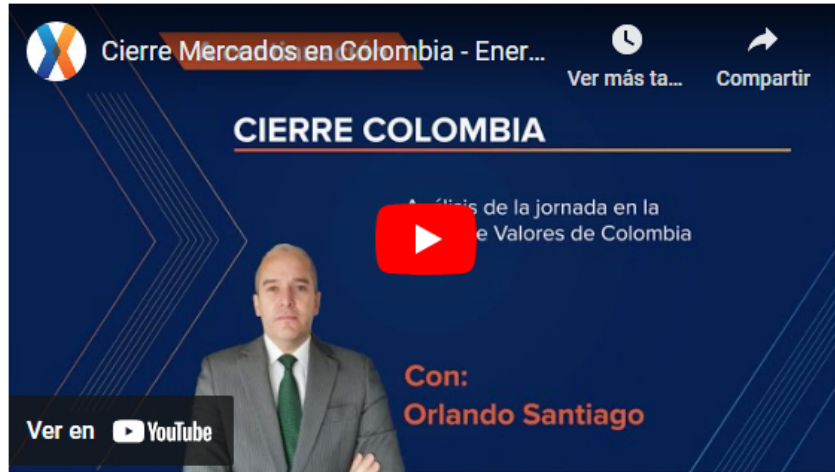 Cierre Mercados en Colombia - Ener...
Ver más ta...
Compartir
CIERRE COLOMBIA
de la jornada en la
Valores de Colombia
Con:
Orlando Santiago
Ver en YouTube